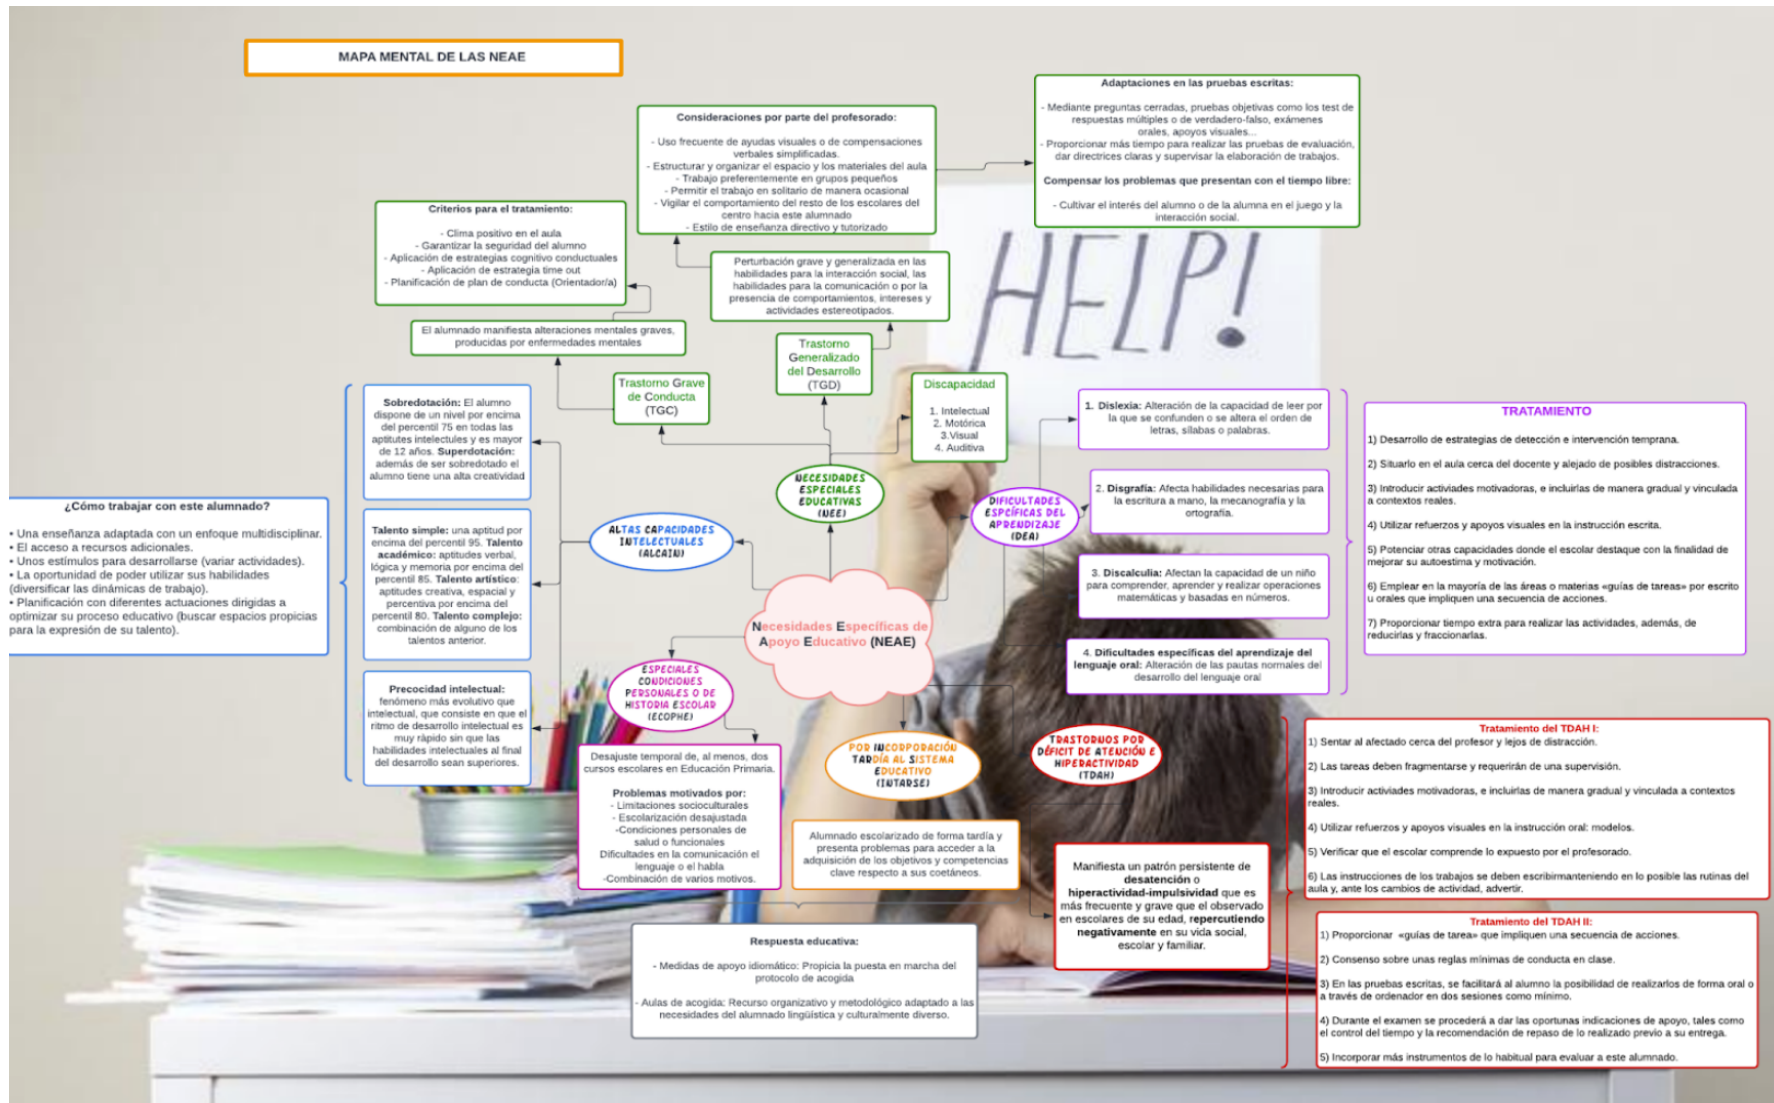 MAPA MENTAL DE LAS NEAE
Adaptaciones en las pruebas escritas:
- Mediante preguntas cerradas, pruebas objetivas como los test de
respuestas múltiples o de verdadero-falso, exámenes
orales, apoyos visuales...
- Proporcionar más tiempo para realizar las pruebas de evaluación,
dar directrices claras y supervisar la elaboración de trabajos.
Compensar los problemas que presentan con el tiempo libre:
- Cultivar el interés del alumno o de la alumna en el juego y la
interacción social.
Consideraciones por parte del profesorado:
- Uso frecuente de ayudas visuales o de compensaciones
verbales simplificadas.
- Estructurar y organizar el espacio y los materiales del aula
- Trabajo preferentemente en grupos pequeños
- Permitir el trabajo en solitario de manera ocasional
- Vigilar el comportamiento del resto de los escolares del
centro hacia este alumnado
- Estilo de enseñanza directivo y tutorizado
Criterios para el tratamiento:
- Clima positivo en el aula
- Garantizar la seguridad del alumno
- Aplicación de estrategias cognitivo conductuales
- Aplicación de estrategia time out
- Planificación de plan de conducta (Orientador/a)
Perturbación grave y generalizada en las
habilidades para la interacción social, las
habilidades para la comunicación o por la
presencia de comportamientos, intereses y
actividades estereotipados.
HELP!
El alumnado manifiesta alteraciones mentales graves,
producidas por enfermedades mentales
Trastorno
Generalizado
del Desarrollo
(TGD)
Trastorno Grave
de Conducta
(TGC)
Discapacidad
1. Intelectual
2. Motórica
3.Visual
4. Auditiva
NECESIDADES
ESPECIALES
EDUCATIVAS
(NEE)
Sobredotación: El alumno
dispone de un nivel por encima
del percentil 75 en todas las
aptitutes intelectules y es mayor
de 12 años. Superdotación:
además de ser sobredotado el
alumno tiene una alta creatividad
Talento simple: una aptitud por
encima del percentil 95. Talento
académico: aptitudes verbal,
lógica y memoria por encima del
percentil 85. Talento artístico:
aptitudes creativa, espacial y
percentiva por encima del
percentil 80. Talento complejo:
combinación de alguno de los
talentos anterior.
Precocidad intelectual:
fenómeno más evolutivo que
intelectual, que consiste en que el
ritmo de desarrollo intelectual es
muy rápido sin que las
habilidades intelectuales al final
del desarrollo sean superiores.
¿Cómo trabajar con este alumnado?
• Una enseñanza adaptada con un enfoque multidisciplinar.
• El acceso a recursos adicionales.
• Unos estímulos para desarrollarse (variar actividades).
• La oportunidad de poder utilizar sus habilidades
(diversificar las dinámicas de trabajo).
• Planificación con diferentes actuaciones dirigidas a
optimizar su proceso educativo (buscar espacios propicias
para la expresión de su talento).
ALTAS CAPACIDADES
INTELECTUALES
(ALCAIN)
DIFICULTADES
ESPCÍFICAS DEL
APRENDIZAJE
(DEA)
1. Dislexia: Alteración de la capacidad de leer por
la que se confunden o se altera el orden de
letras, sílabas o palabras.
2. Disgrafía: Afecta habilidades necesarias para
la escritura a mano, la mecanografía y la
ortografía.
3. Discalculia: Afectan la capacidad de un niño
para comprender, aprender y realizar operaciones
matemáticas y basadas en números.
4. Dificultades específicas del aprendizaje del
lenguaje oral: Alteración de las pautas normales del
desarrollo del lenguaje oral
TRATAMIENTO
1) Desarrollo de estrategias de detección e intervención temprana.
2) Situarlo en el aula cerca del docente y alejado de posibles distracciones.
3) Introducir activiades motivadoras, e incluirlas de manera gradual y vinculada
a contextos reales.
4) Utilizar refuerzos y apoyos visuales en la instrucción escrita.
5) Potenciar otras capacidades donde el escolar destaque con la finalidad de
mejorar su autoestima y motivación.
6) Emplear en la mayoría de las áreas o materias «guías de tareas» por escrito
u orales que impliquen una secuencia de acciones.
7) Proporcionar tiempo extra para realizar las actividades, además, de
reducirlas y fraccionarlas.
Necesidades Específicas de
Apoyo Educativo (NEAE)
ESPECIALES
CONDICIONES
PERSONALES O DE
HISTORIA ESCOLAR
(ECOPHE)
Desajuste temporal de, al menos, dos
cursos escolares en Educación Primaria.
Problemas motivados por:
- Limitaciones socioculturales
- Escolarización desajustada
-Condiciones personales de
salud o funcionales
Dificultades en la comunicación el
lenguaje o el habla
-Combinación de varios motivos.
POR INCORPORACIÓN
TARDÍA AL SISTEMA
EDUCATIVO
(INTARSE)
Alumnado escolarizado de forma tardía y
presenta problemas para acceder a la
adquisición de los objetivos y competencias
clave respecto a sus coetáneos.
Respuesta educativa:
- Medidas de apoyo idiomático: Propicia la puesta en marcha del
protocolo de acogida
- Aulas de acogida: Recurso organizativo y metodológico adaptado a las
necesidades del alumnado lingüística y culturalmente diverso.
TRASTORNOS POR
DÉFICIT DE ATENCIÓN E
HIPERACTIVIDAD
(TDAH)
Manifiesta un patrón persistente de
desatención o
hiperactividad-impulsividad que es
más frecuente y grave que el observado
en escolares de su edad, repercutiendo
negativamente en su vida social,
escolar y familiar.
Tratamiento del TDAH I:
1) Sentar al afectado cerca del profesor y lejos de distracción.
2) Las tareas deben fragmentarse y requerirán de una supervisión.
3) Introducir activiades motivadoras, e incluirlas de manera gradual y vinculada a contextos
reales.
4) Utilizar refuerzos y apoyos visuales en la instrucción oral: modelos.
5) Verificar que el escolar comprende lo expuesto por el profesorado.
6) Las instrucciones de los trabajos se deben escribirmanteniendo en lo posible las rutinas del
aula y, ante los cambios de actividad, advertir.
Tratamiento del TDAH II:
1) Proporcionar «guías de tarea» que impliquen una secuencia de acciones.
2) Consenso sobre unas reglas mínimas de conducta en clase.
3) En las pruebas escritas, se facilitará al alumno la posibilidad de realizarlos de forma oral o
a través de ordenador en dos sesiones como mínimo.
4) Durante el examen se procederá a dar las oportunas indicaciones de apoyo, tales como
el control del tiempo y la recomendación de repaso de lo realizado previo a su entrega.
5) Incorporar más instrumentos de lo habitual para evaluar a este alumnado.